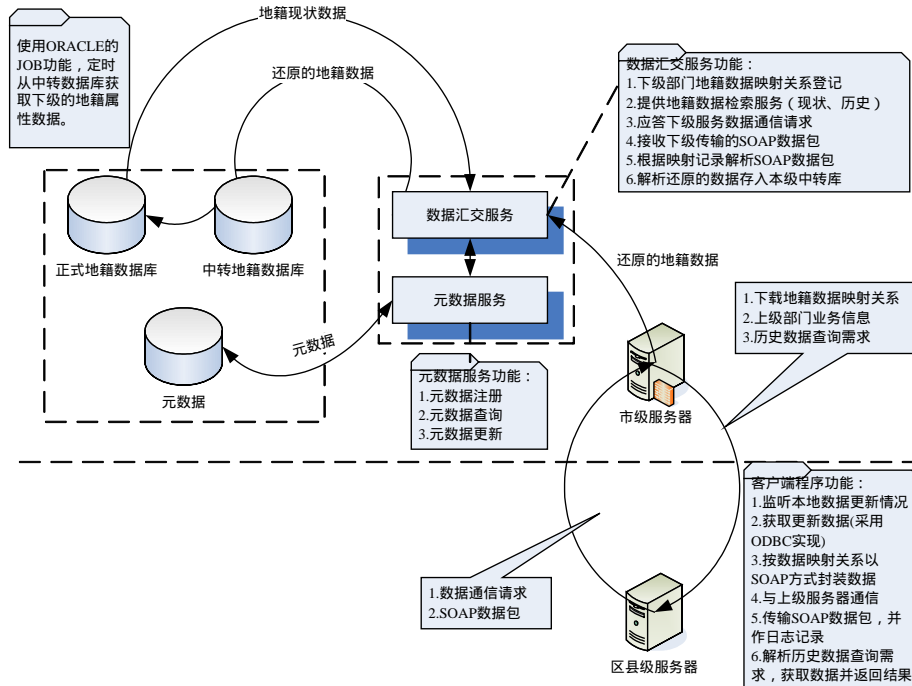 使用ORACLE的
JOB功能，定时
从中转数据库获
取下级的地籍属
性数据。
地籍现状数据
还原的地籍数据
数据汇交服务功能：
1.下级部门地籍数据映射关系登记
2.提供地籍数据检索服务（现状、历史）
3.应答下级服务数据通信请求
4.接收下级传输的SOAP数据包
5.根据映射记录解析SOAP数据包
6.解析还原的数据存入本级中转库
数据汇交服务
正式地籍数据库
中转地籍数据库
还原的地籍数据
元数据服务
元数据
元数据
1.下载地籍数据映射关系
2.上级部门业务信息
3.历史数据查询需求
元数据服务功能：
1.元数据注册
2.元数据查询
3.元数据更新
市级服务器
客户端程序功能：
1.监听本地数据更新情况
2.获取更新数据(采用
ODBC实现)
3.按数据映射关系以
SOAP方式封装数据
4.与上级服务器通信
5.传输SOAP数据包，并
作日志记录
6.解析历史数据查询需
求，获取数据并返回结果
1.数据通信请求
2.SOAP数据包
区县级服务器